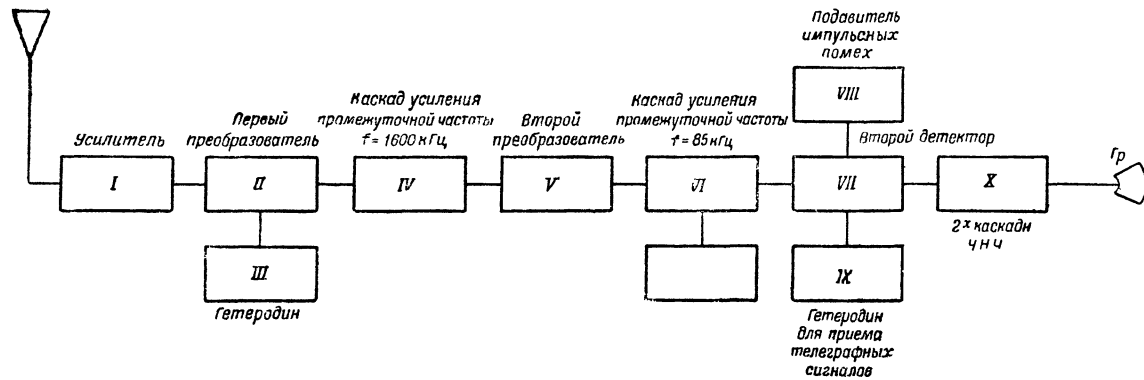 Подавитель
импульсных
помех
VIII
Каскад усиления
промежуточной частоты
f = 1600 кГц
Каскад усиления
промежуточной частоты
f = 85 кГц
Усилитель
Первый
преобразователь
Второй
преобразователь
Второй детектор
Гр
I
II
IV
V
VI
VII
X
III
IX
2х каскадн
УНЧ
Гетеродин
Гетеродин
для приема
телеграфных
сигналов